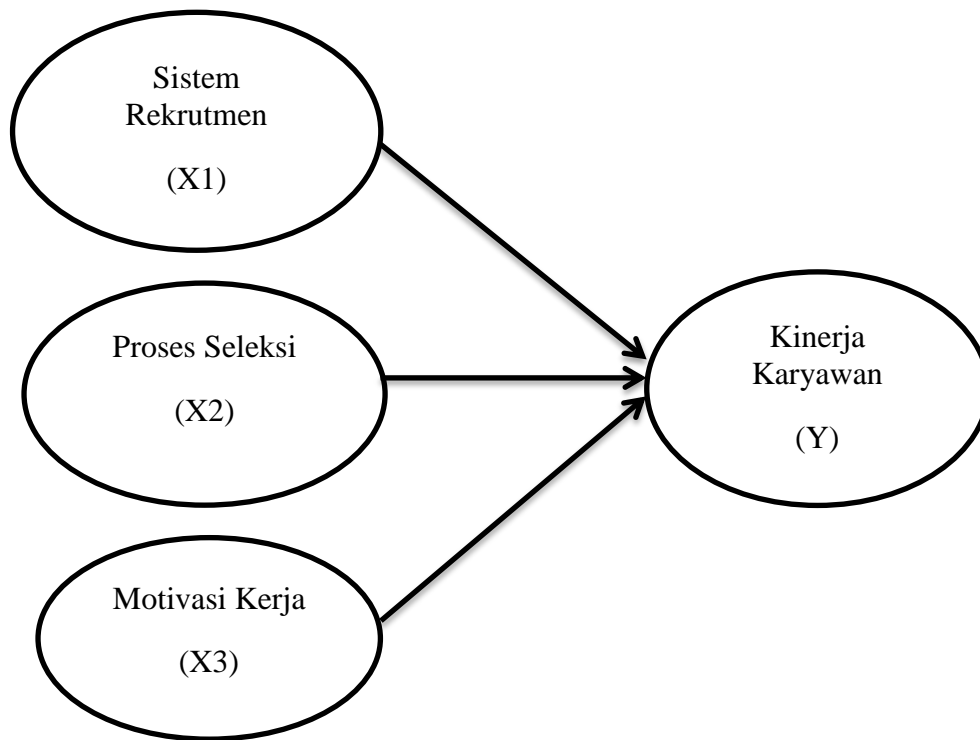 Sistem
Rekrutmen
(X1)
Proses Seleksi
(X2)
Motivasi Kerja
(X3)
Kinerja
Karyawan
(Y)